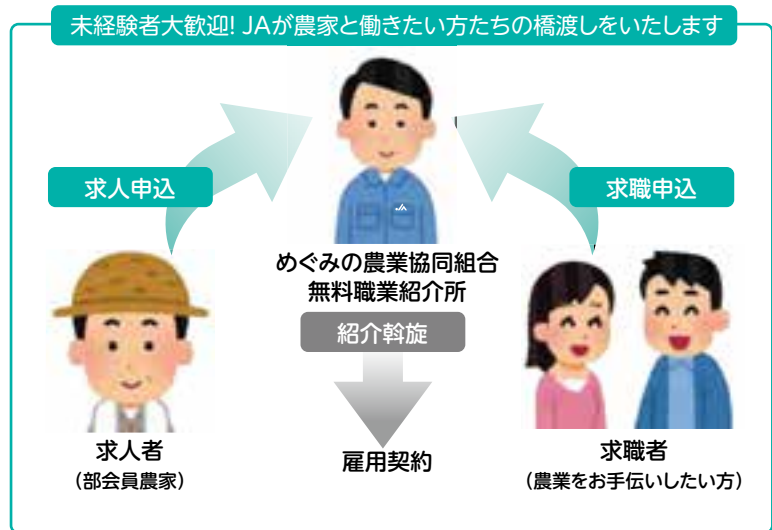 未経験者大歓迎! JAが農家と働きたい方たちの橋渡しをいたします
求人申込
求職申込
JA
めぐみの農業協同組合
無料職業紹介所
紹介斡旋
求人者
(部会員農家)
雇用契約
求職者
(農業をお手伝いしたい方)